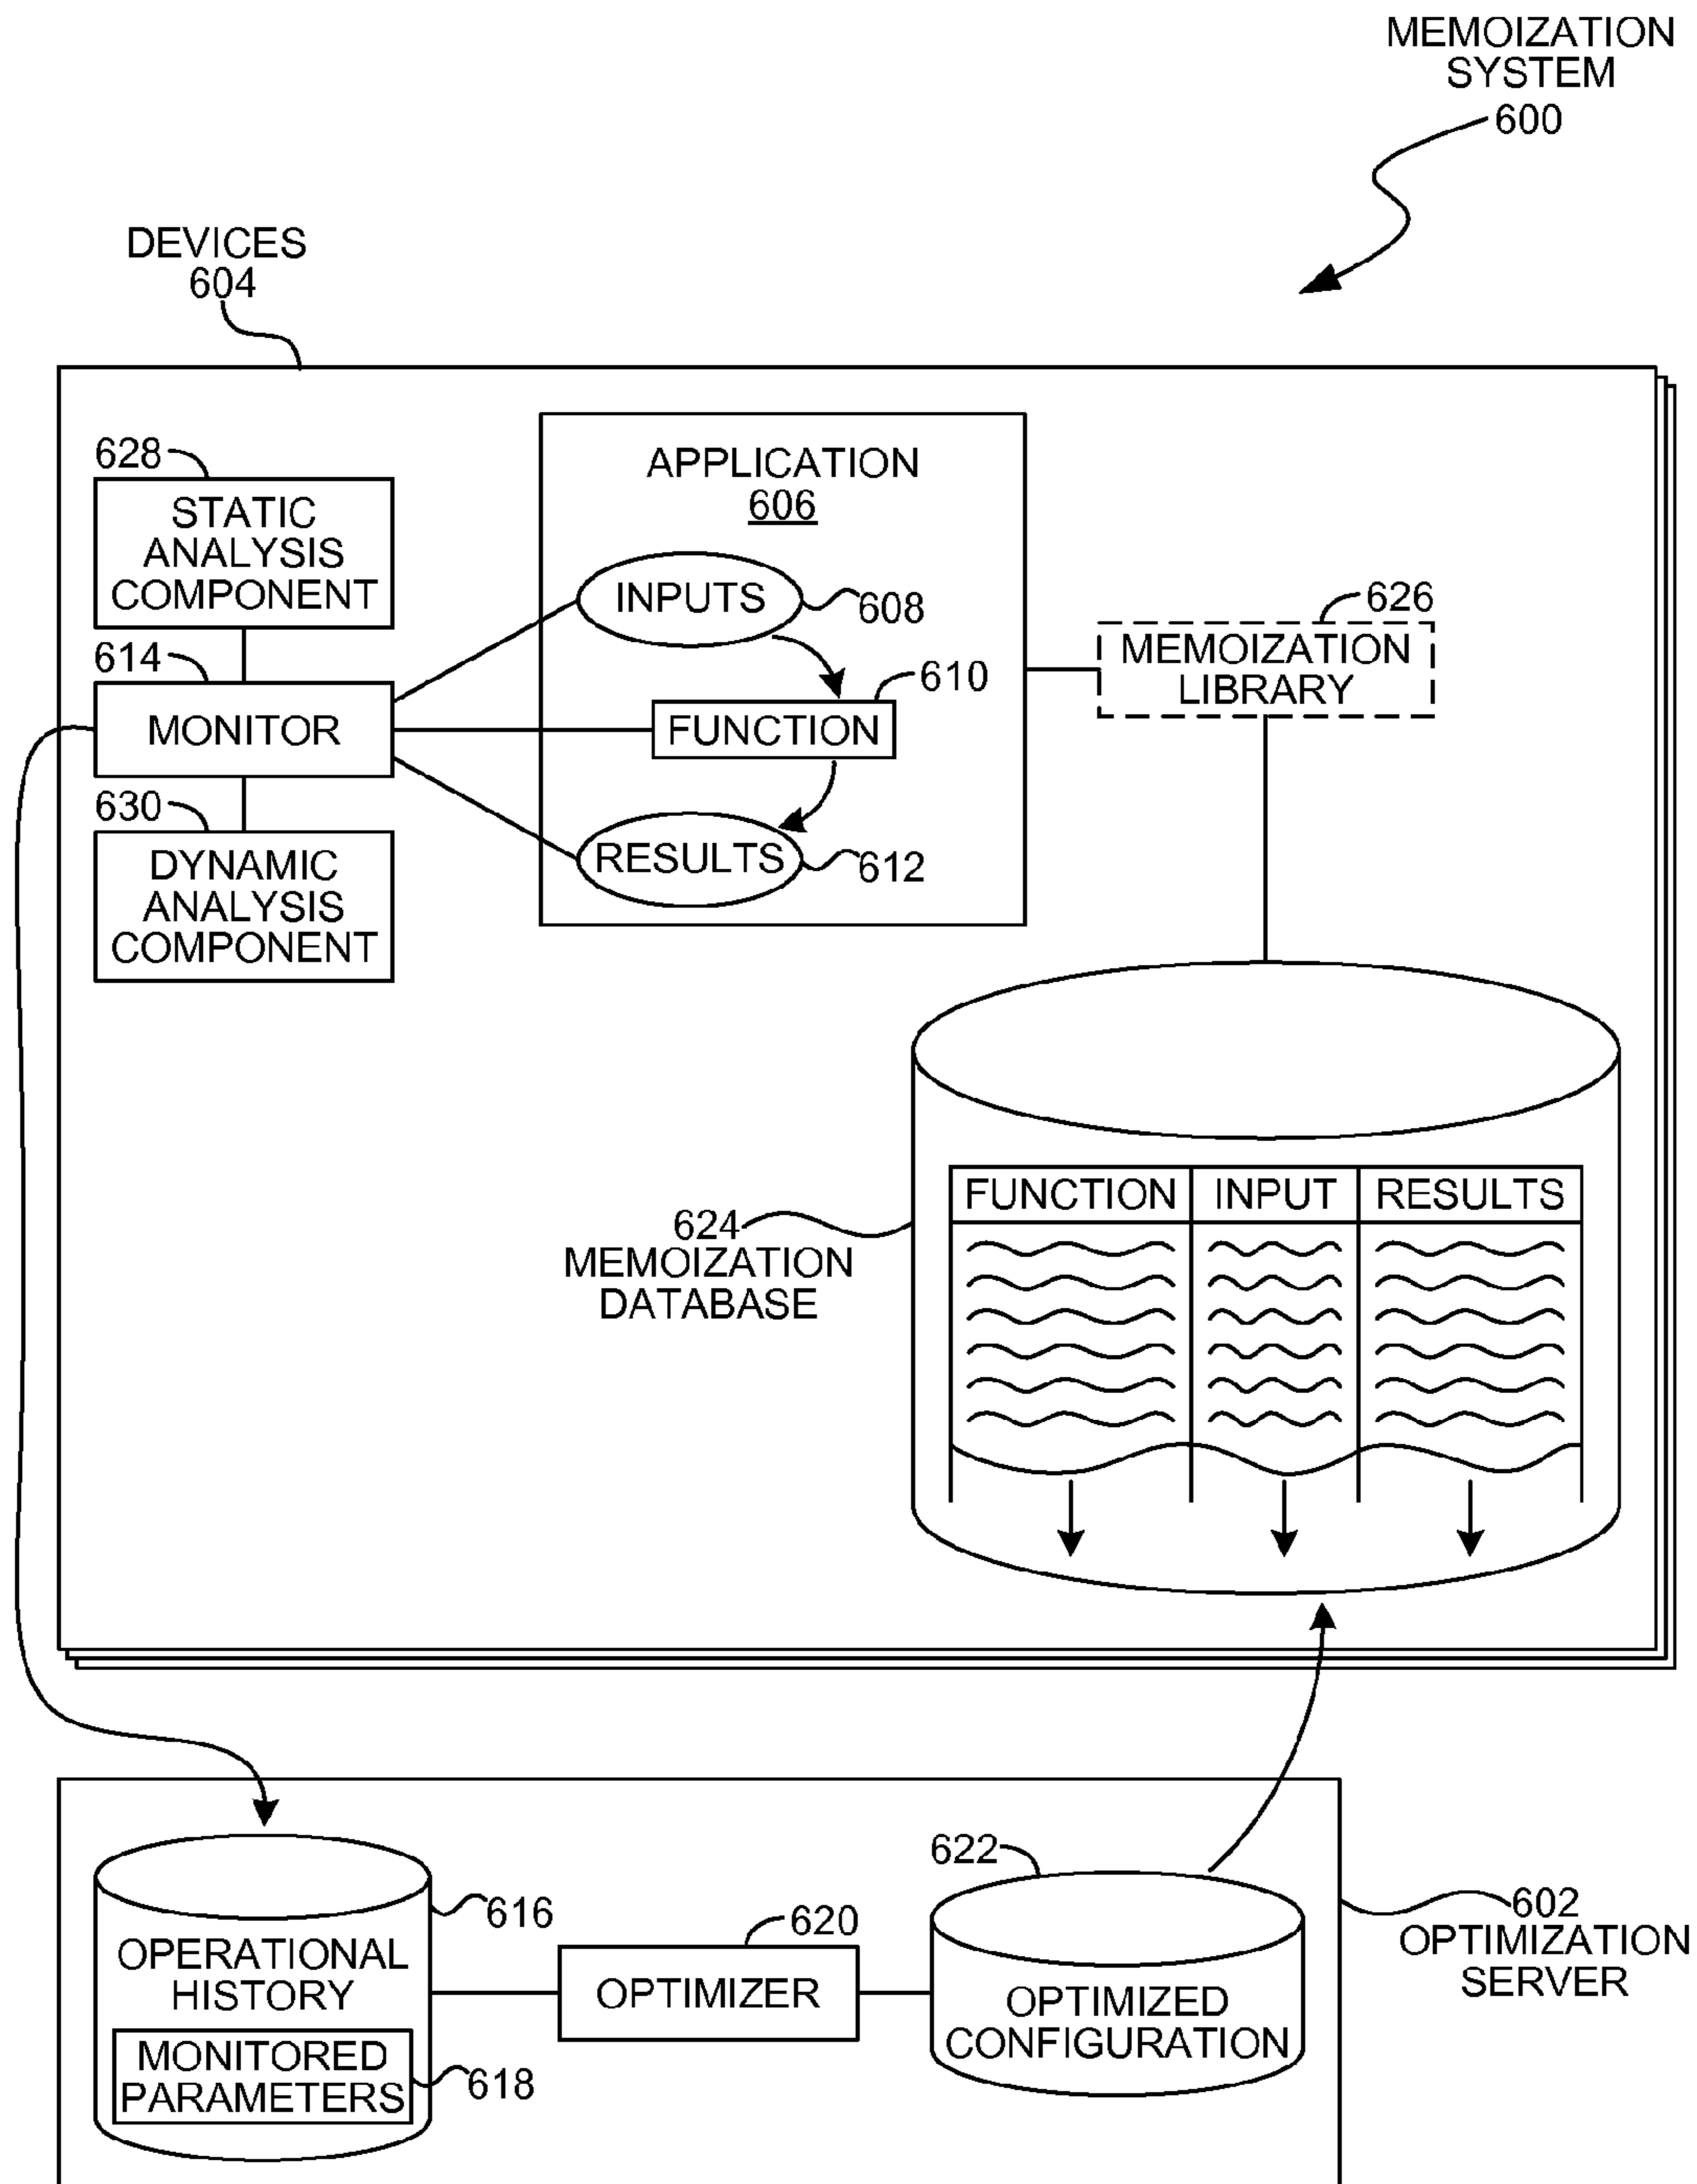 MEMOIZATION
SYSTEM
600
DEVICES
604
628
STATIC
ANALYSIS
COMPONENT
614
MONITOR
630
DYNAMIC
ANALYSIS
COMPONENT
APPLICATION
606
INPUTS
608
610
FUNCTION
RESULTS
612
626
MEMOIZATION
LIBRARY
FUNCTION INPUT RESULTS
624
MEMOIZATION
DATABASE
616
OPERATIONAL
HISTORY
MONITORED
PARAMETERS
618
620
OPTIMIZER
622
OPTIMIZED
CONFIGURATION
602
OPTIMIZATION
SERVER